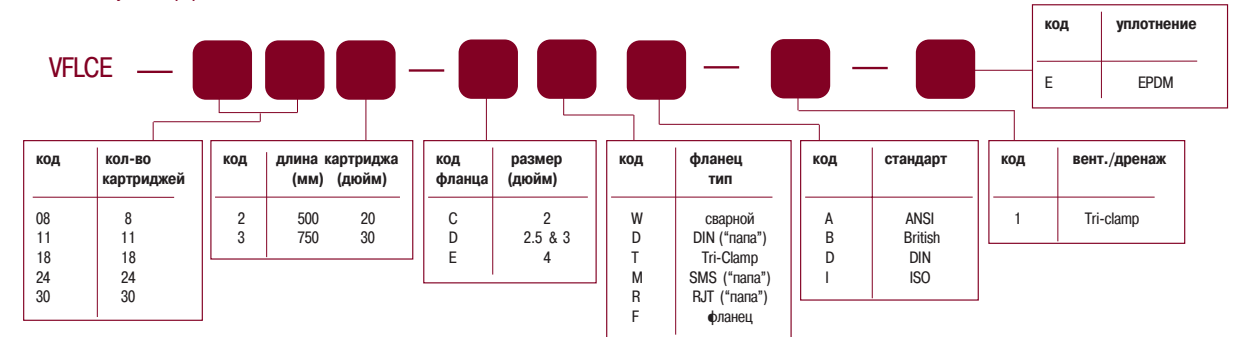 код уплотнение
E EPDM
VFLCE — — — —
код кол-во картриджей
08 8
11 11
18 18
24 24
30 30
код длина картриджа
(мм) (дюйм)
2 500 20
3 750 30
код фланца размер (дюйм)
C 2
D 2.5 & 3
E 4
код фланец тип
W сварной
D DIN (“папа”)
T Tri-Clamp
M SMS (“папа”)
R RJT (“папа”)
F фланец
код стандарт
A ANSI
B British
D DIN
I ISO
код вент./дренаж
1 Tri-clamp